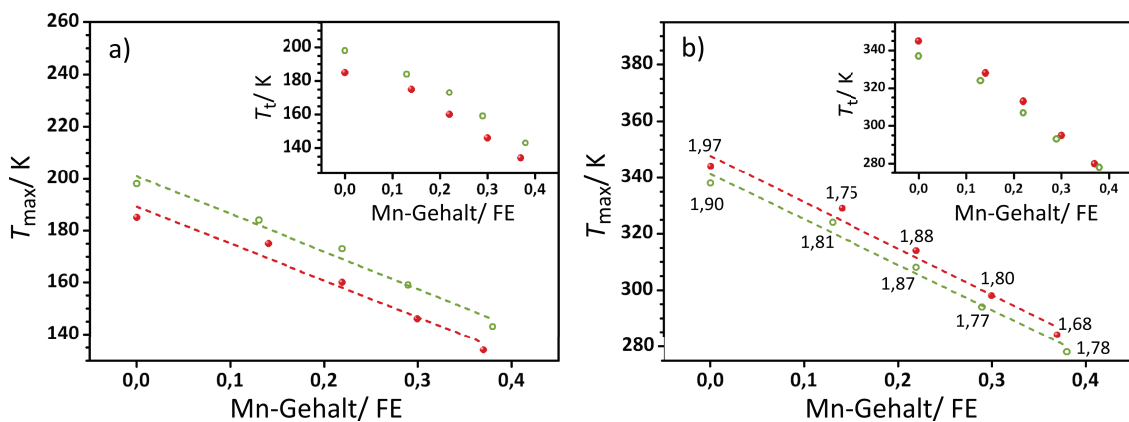 a)
260
240
220
200
180
160
140
Tmax/ K
0,0 0,1 0,2 0,3 0,4
Mn-Gehalt/ FE
200
180
160
140
Tt/ K
0,0 0,1 0,2 0,3 0,4
Mn-Gehalt/ FE
b)
380
360
340
320
300
280
Tmax/ K
0,0 0,1 0,2 0,3 0,4
Mn-Gehalt/ FE
1,97
1,75
1,88
1,80
1,68
1,90
1,81
1,87
1,77
1,78
340
320
300
280
Tt/ K
0,0 0,1 0,2 0,3 0,4
Mn-Gehalt/ FE